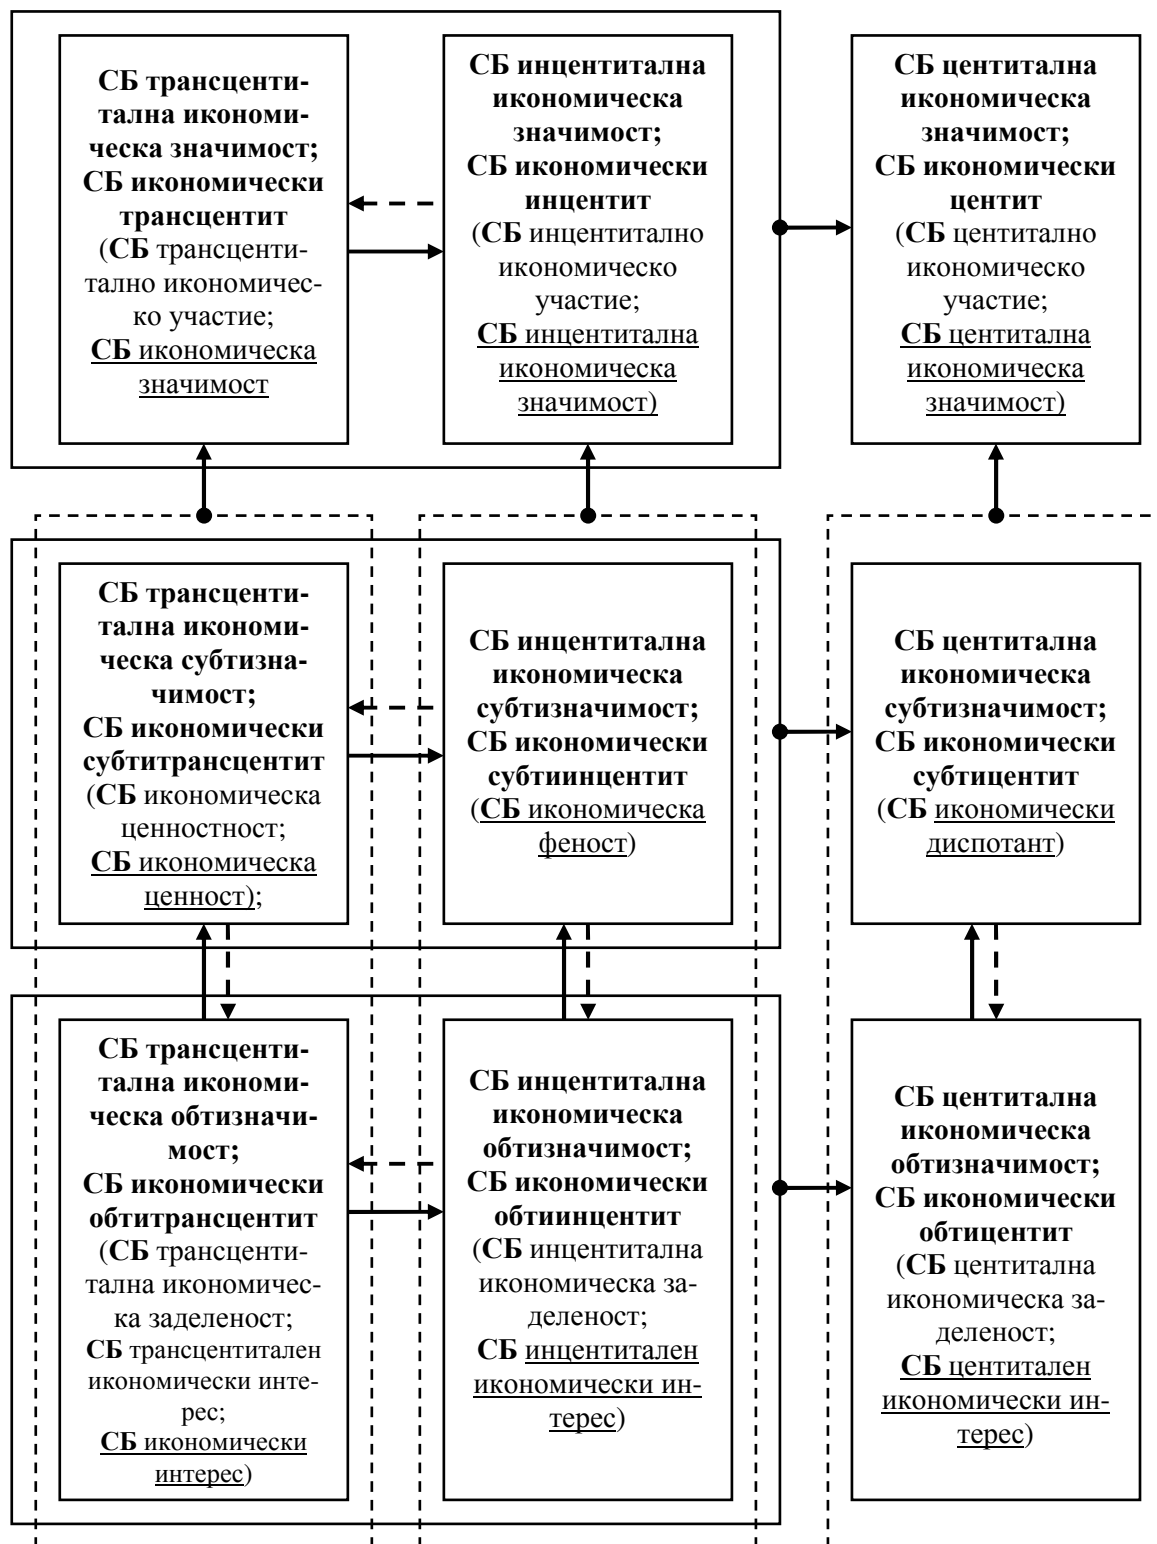 СБ трансценти-
тална икономи-
ческа значимост;
СБ икономически
трансцентит
(СБ трансценти-
тално икономичес-
ко участие;
СБ икономическа
значимост
СБ инцентитална
икономическа
значимост;
СБ икономически
инцентит
(СБ инцентитално
икономическо
участие;
СБ инцентитална
икономическа
значимост)
СБ центитална
икономическа
значимост;
СБ икономически
центит
(СБ центитално
икономическо
участие;
СБ центитална
икономическа
значимост)
СБ трансценти-
тална икономи-
ческа субтизна-
чимост;
СБ икономически
субтитрансцентит
(СБ икономическа
ценностност;
СБ икономическа
ценност);
СБ инцентитална
икономическа
субтизначимост;
СБ икономически
субтиинцентит
(СБ икономическа
феност)
СБ центитална
икономическа
субтизначимост;
СБ икономически
субтицентит
(СБ икономически
диспотант)
СБ трансценти-
тална икономи-
ческа обтизначи-
мост;
СБ икономически
обтитрансцентит
(СБ трансценти-
тална икономичес-
ка заделеност;
СБ трансцентитален
икономически инте-
рес;
СБ икономически
интерес)
СБ инцентитална
икономическа
обтизначимост;
СБ икономически
обтиинцентит
(СБ инцентитална
икономическа за-
деленост;
СБ инцентитален
икономически ин-
терес)
СБ центитална
икономическа
обтизначимост;
СБ икономически
обтицентит
(СБ центитална
икономическа за-
деленост;
СБ центитален
икономически ин-
терес)